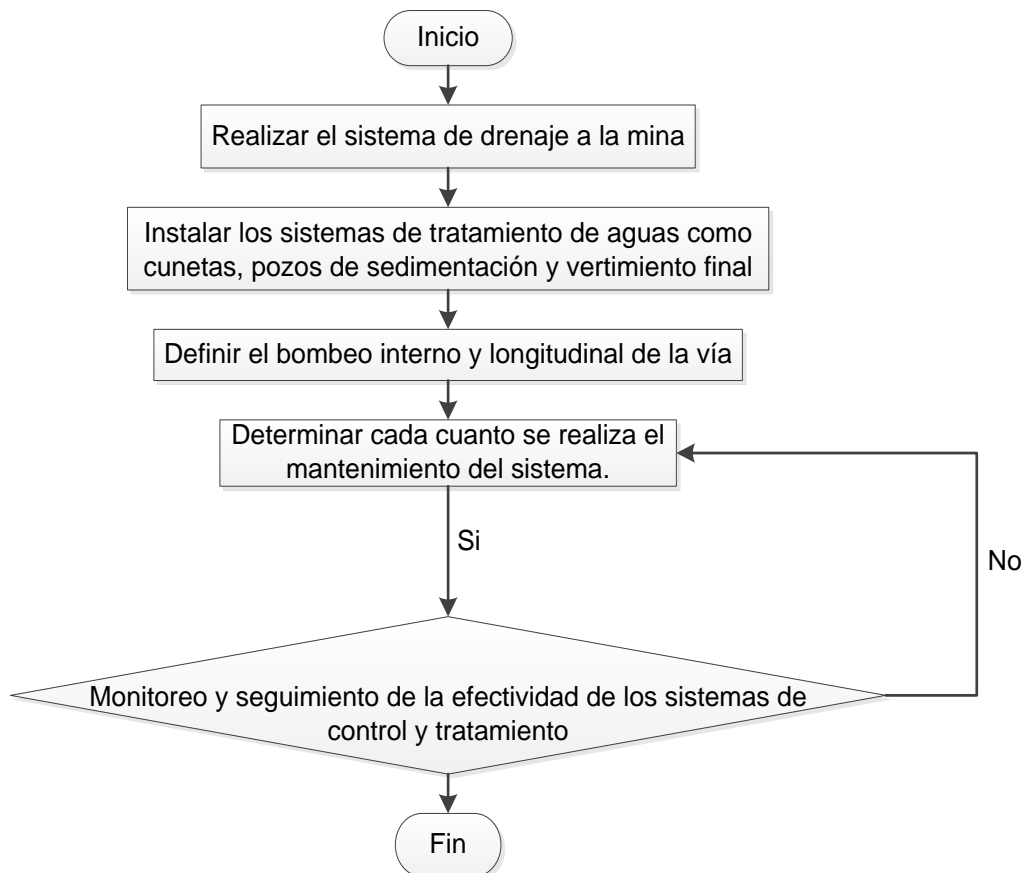 Inicio
Realizar el sistema de drenaje a la mina
Instalar los sistemas de tratamiento de aguas como
cunetas, pozos de sedimentación y vertimiento final
Definir el bombeo interno y longitudinal de la vía
Determinar cada cuanto se realiza el
mantenimiento del sistema.
Si
No
Monitoreo y seguimiento de la efectividad de los sistemas de
control y tratamiento
Fin